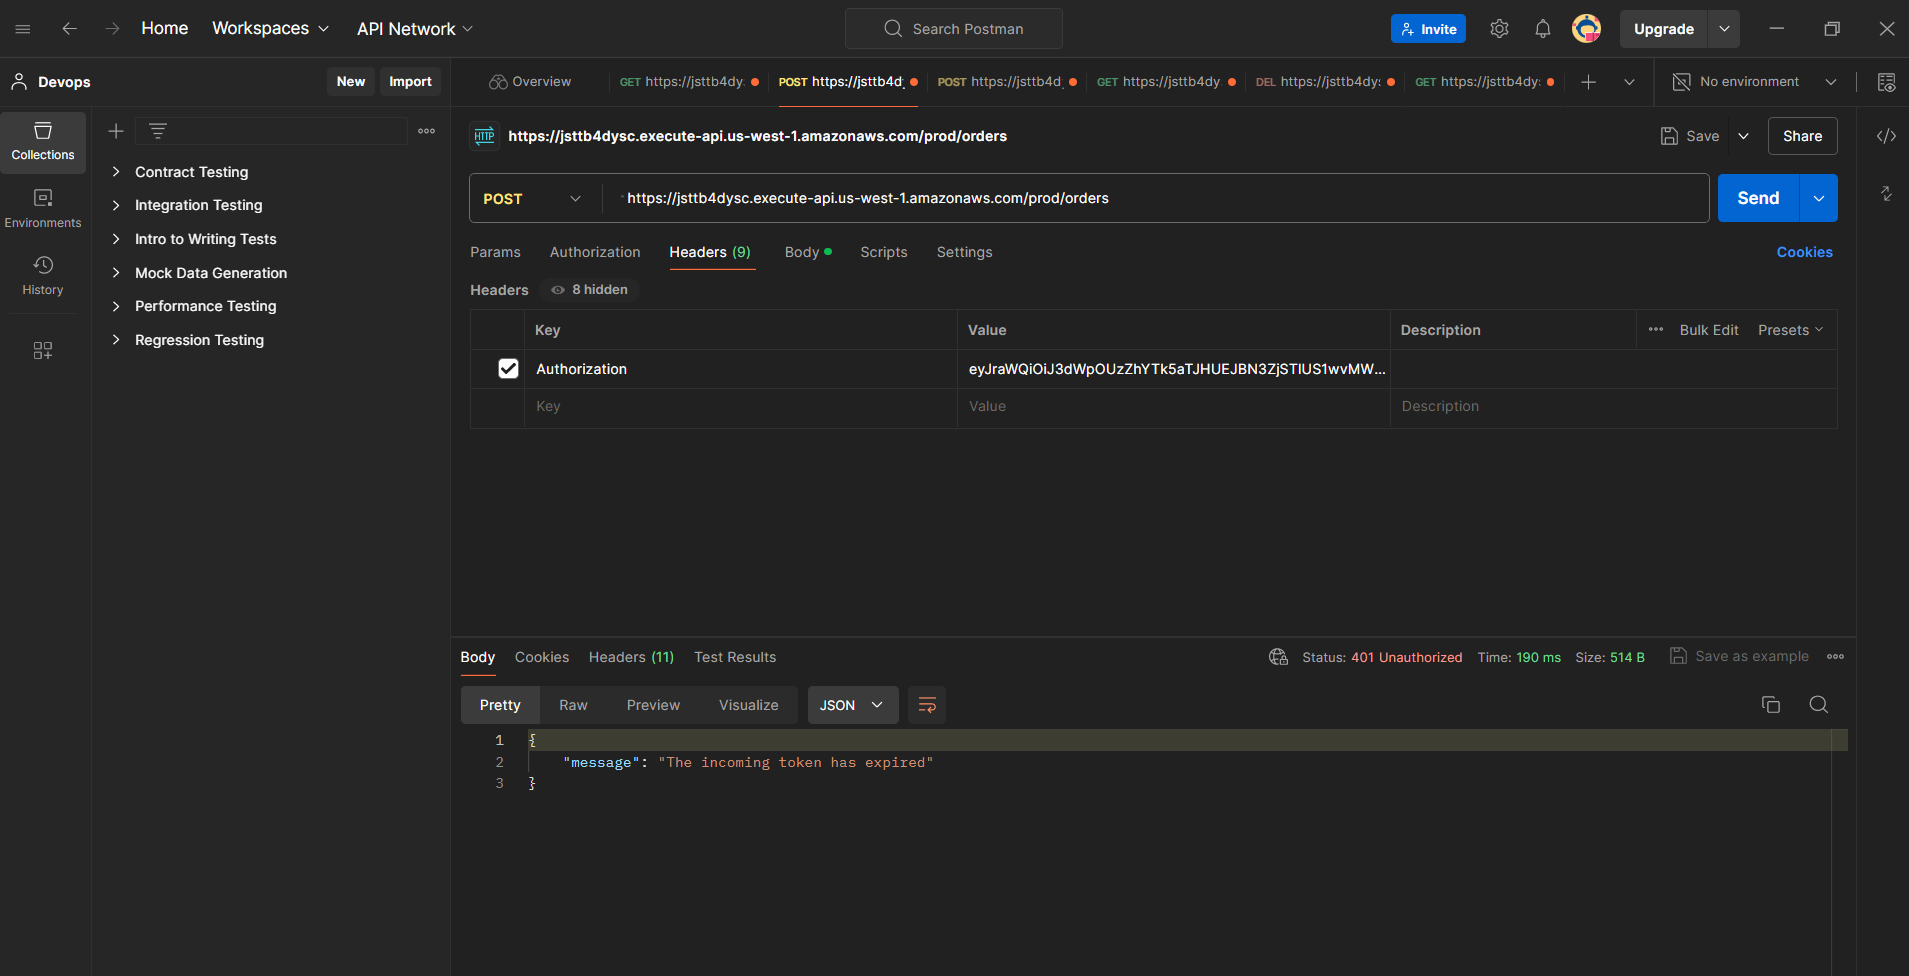 Home
Workspaces
API Network
Search Postman
Invite
Upgrade
Devops
New
Import
Overview
GET https://jsttb4dy
POST https://jsttb4d
POST https://jsttb4d
GET https://jsttb4dy
DEL https://jsttb4dy
GET https://jsttb4dy
No environment
Collections
Environments
History
Contract Testing
Integration Testing
Intro to Writing Tests
Mock Data Generation
Performance Testing
Regression Testing
HTTP
https://jsttb4dysc.execute-api.us-west-1.amazonaws.com/prod/orders
Save
Share
POST
https://jsttb4dysc.execute-api.us-west-1.amazonaws.com/prod/orders
Send
Params
Authorization
Headers (9)
Body
Scripts
Settings
Cookies
Headers
8 hidden
Key
Value
Description
Bulk Edit
Presets
Authorization
Key
Value
Description
Body
Cookies
Headers (11)
Test Results
Status: 401 Unauthorized
Time: 190 ms
Size: 514 B
Save as example
Pretty
Raw
Preview
Visualize
JSON
1 {
2 "message": "The incoming token has expired"
3 }